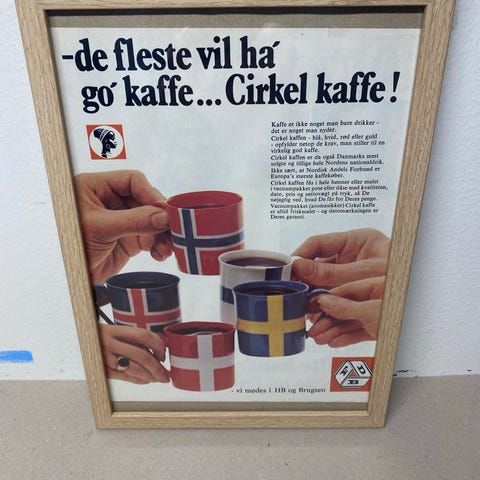 -de fleste vil ha'
go' kaffe... Cirkel kaffe!
Kaffe er ikke noget man bare drikker -
det er noget man nyder.
Cirkel kaffen - blå, hvid, rød eller guld
- opfylder netop de krav, man stiller til en
virkelig god kaffe.
Cirkel kaffen er da også Danmarks mest
solgte og tillige hele Nordens nationaldrik.
Ikke sært, at Nordisk Andels Forbund er
Europa's største kaffekøber.
Cirkel kaffen fås i hele bønner eller malet
i vacuumpakket pose eller dåse med kvaliteten,
dato, pris og nettovægt på tryk, så De
nøjagtig ved, hvad De får for Deres penge.
Vacuumpakket (aromasikker) Cirkel kaffe
er altid friskmalet - og datomærkningen er
Deres garanti.
- vi mødes i HB og Brugsen
F D
B